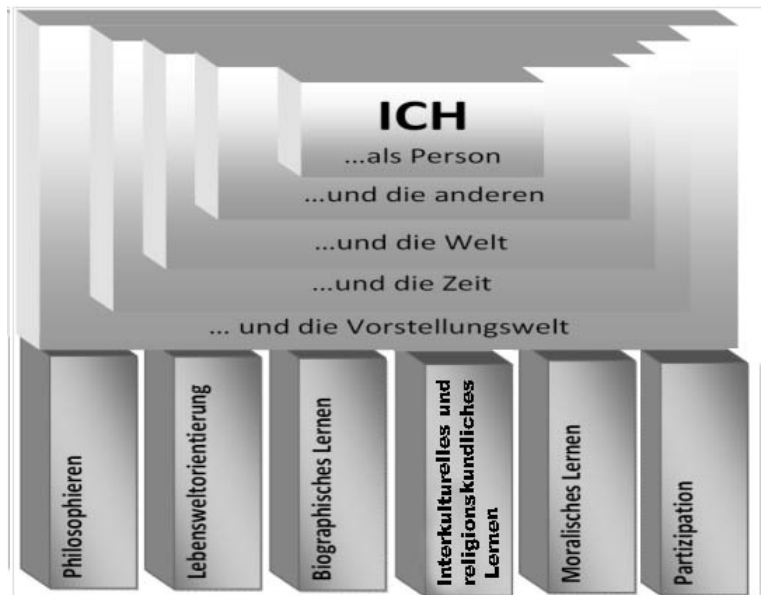 ICH
...als Person
...und die anderen
...und die Welt
...und die Zeit
... und die Vorstellungswelt
Philosophieren
Lebensweltorientierung
Biographisches Lernen
Interkulturelles und
religionskundliches
Lernen
Moralisches Lernen
Partizipation